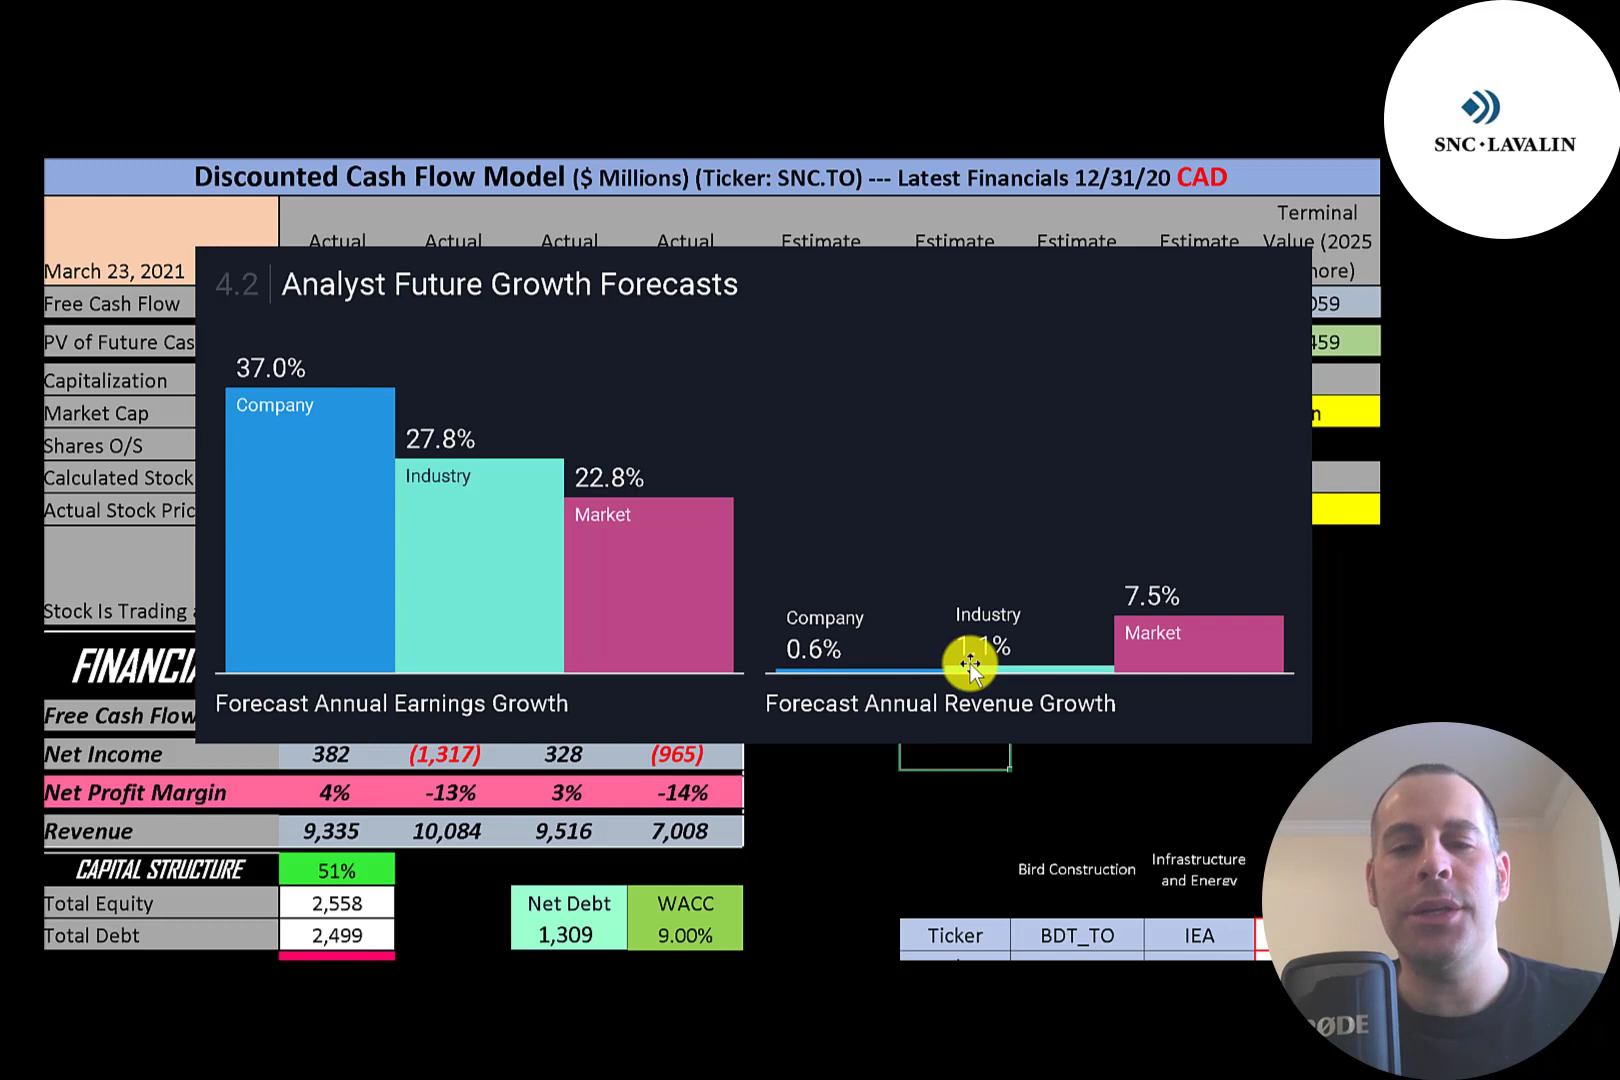 SNC·LAVALIN
Discounted Cash Flow Model ($ Millions) (Ticker: SNC.TO) --- Latest Financials 12/31/20 CAD
March 23, 2021 Actual Actual Actual Actual Estimate Estimate Estimate Estimate Terminal Value (2025
Free Cash Flow 059
PV of Future Cas 459
Capitalization
Market Cap
Shares O/S
Calculated Stock
Actual Stock Pric
Stock Is Trading
4.2 Analyst Future Growth Forecasts
37.0%
Company
27.8%
Industry
22.8%
Market
Forecast Annual Earnings Growth
Company
0.6%
Industry
1.1%
7.5%
Market
Forecast Annual Revenue Growth
FINANCI
Free Cash Flow
Net Income 382 (1,317) 328 (965)
Net Profit Margin 4% -13% 3% -14%
Revenue 9,335 10,084 9,516 7,008
CAPITAL STRUCTURE 51%
Total Equity 2,558 Net Debt WACC
Total Debt 2,499 1,309 9.00%
Bird Construction Infrastructure and Energy
Ticker BDT_TO IEA
RØDE